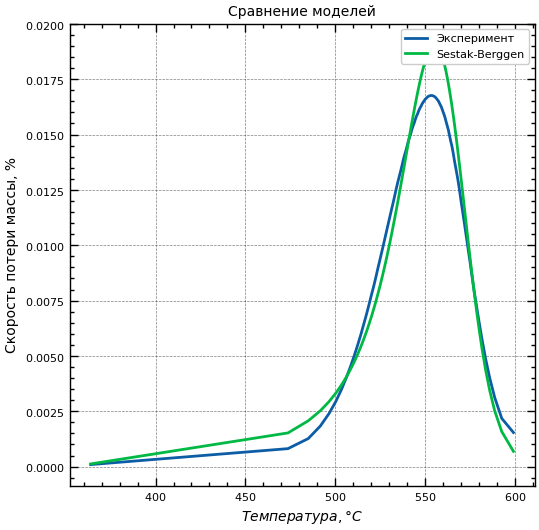 Сравнение моделей
Эксперимент
Sestak-Berggen
Скорость потери массы, %
0.0200
0.0175
0.0150
0.0125
0.0100
0.0075
0.0050
0.0025
0.0000
400 450 500 550 600
Температура, °C